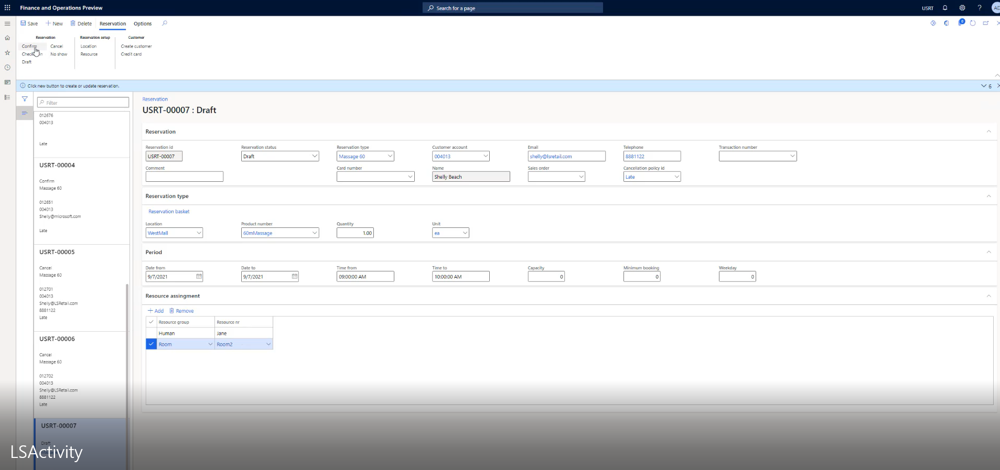 Finance and Operations Preview
Search for a page
USRT
?
AD
Save
New
Delete
Reservation
Options
0
Reservation
Reservation setup
Customer
Confirm
Cancel
Location
Create customer
No show
Resource
Credit card
Draft
Click new button to create or update reservation.
6
Filter
012676
004013
Late
USRT-00004
Confirm
Massage 60
012651
004013
Shelly@microsoft.com
Late
USRT-00005
Cancel
Massage 60
012701
004013
Shelly@LSRetail.com
8881122
Late
USRT-00006
Cancel
Massage 60
012702
004013
Shelly@LSRetail.com
8881122
Late
USRT-00007
Draft
Reservation
USRT-00007 : Draft
Reservation
Reservation id
Reservation status
Reservation type
Customer account
Email
Telephone
Transaction number
USRT-00007
Draft
Massage 60
004013
shelly@lsretail.com
8881122
Comment
Card number
Name
Sales order
Cancellation policy id
Shelly Beach
Late
Reservation type
Reservation basket
Location
Product number
Quantity
Unit
WestMall
60mMassage
1.00
ea
Period
Date from
Date to
Time from
Time to
Capacity
Minimum booking
Weekday
9/7/2021
9/7/2021
09:00:00 AM
10:00:00 AM
0
0
0
Resource assingment
Add
Remove
Resource group
Resource nr
Human
Jane
Room
Room2
LSActivity